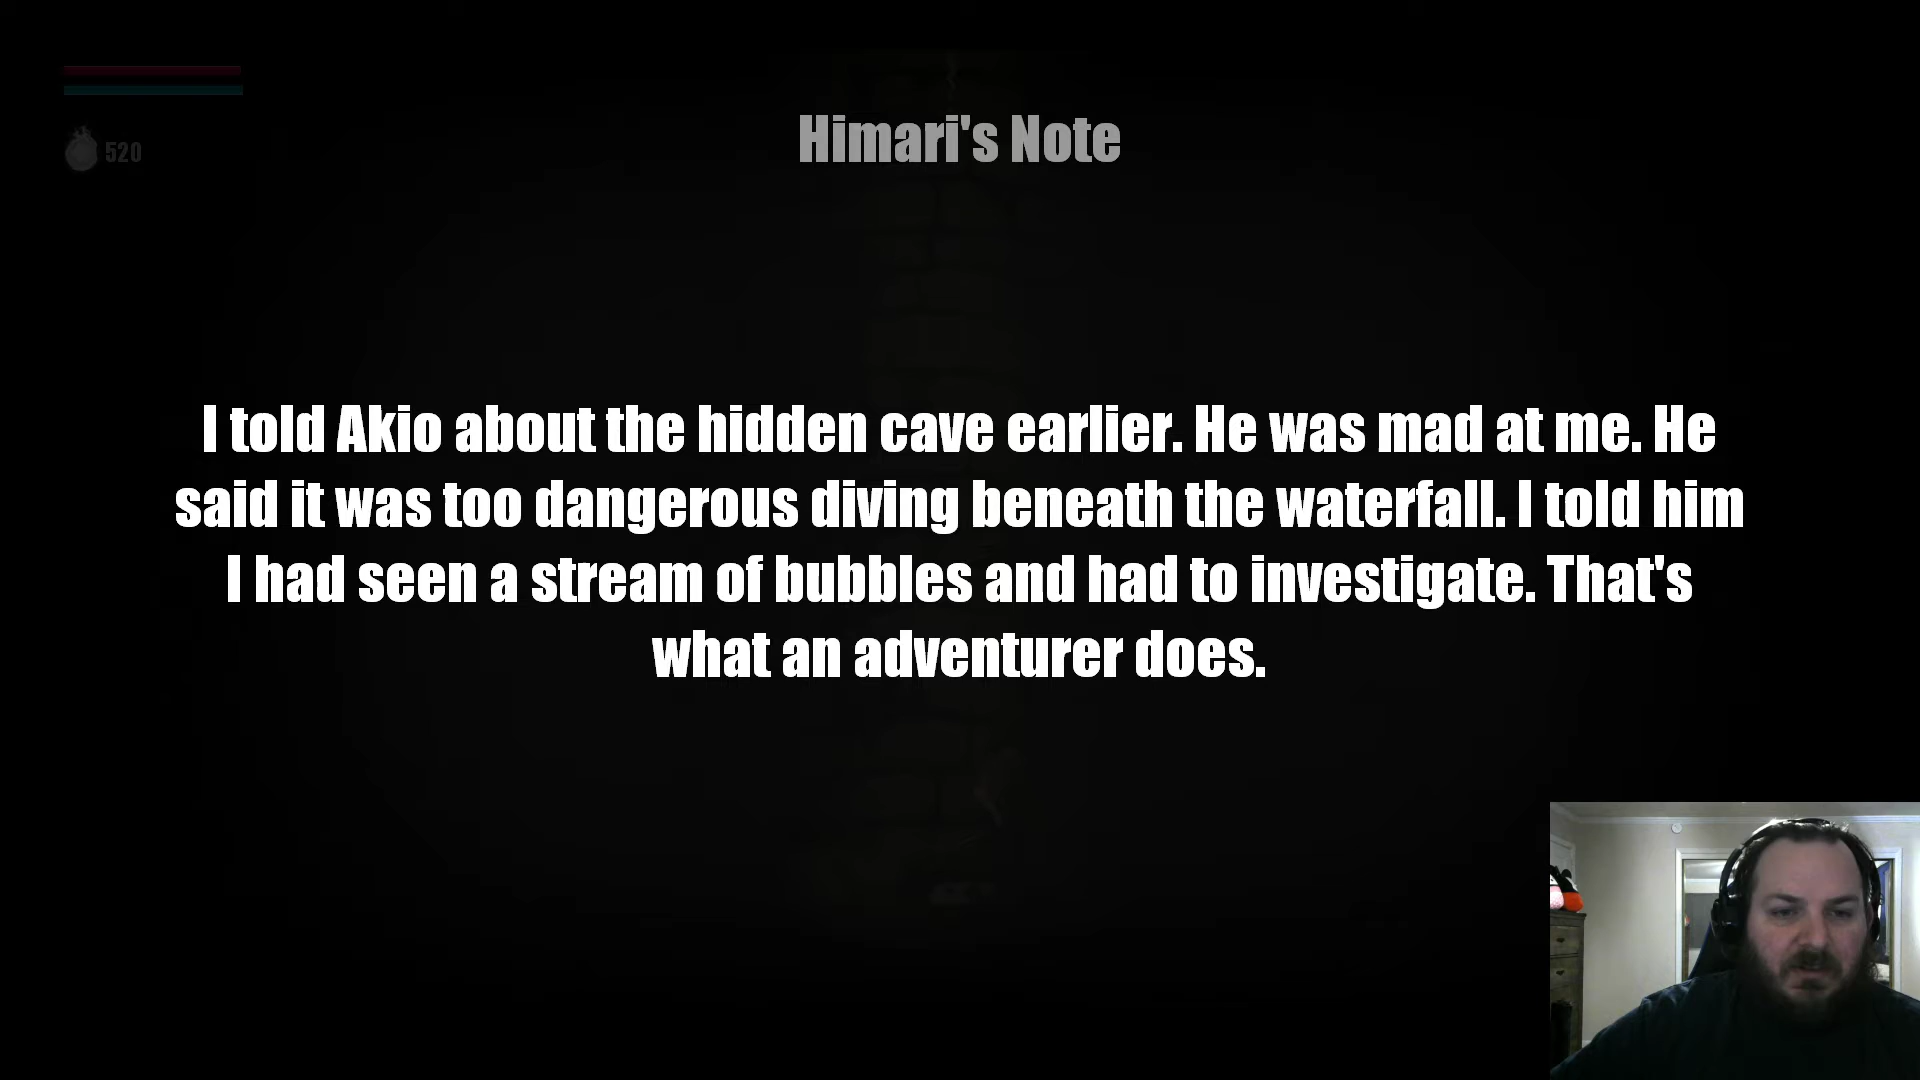 Himari's Note
520
I told Akio about the hidden cave earlier. He was mad at me. He
said it was too dangerous diving beneath the waterfall. I told him
I had seen a stream of bubbles and had to investigate. That's
what an adventurer does.